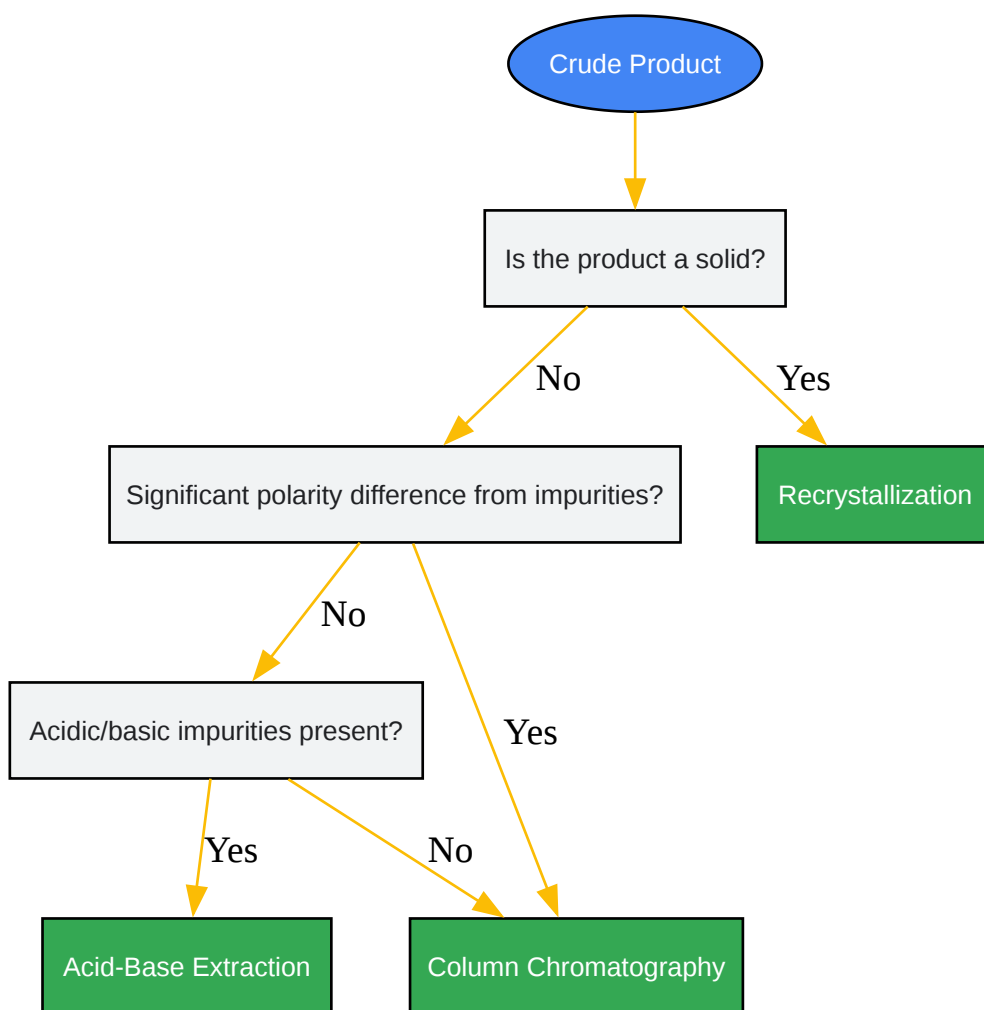 Crude Product
Is the product a solid?
No
Yes
Significant polarity difference from impurities?
Recrystallization
No
Acidic/basic impurities present?
Yes
Yes
No
Acid-Base Extraction
Column Chromatography